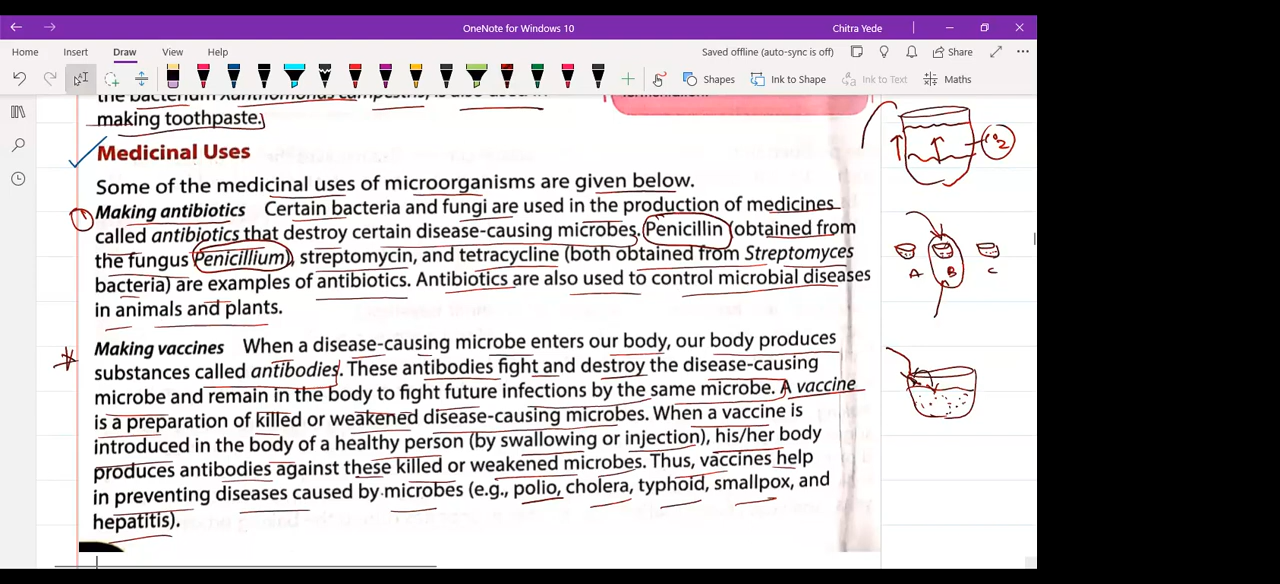 OneNote for Windows 10
Chitra Yede
Home Insert Draw View Help
Saved offline (auto-sync is off)
Share
Shapes
Ink to Shape
Ink to Text
Maths
the bacterium Xanthomonas campestris, is also used in
making toothpaste.
Medicinal Uses
Some of the medicinal uses of microorganisms are given below.
Making antibiotics Certain bacteria and fungi are used in the production of medicines
called antibiotics that destroy certain disease-causing microbes. Penicillin (obtained from
the fungus Penicillium), streptomycin, and tetracycline (both obtained from Streptomyces
bacteria) are examples of antibiotics. Antibiotics are also used to control microbial diseases
in animals and plants.
Making vaccines When a disease-causing microbe enters our body, our body produces
substances called antibodies. These antibodies fight and destroy the disease-causing
microbe and remain in the body to fight future infections by the same microbe. A vaccine
is a preparation of killed or weakened disease-causing microbes. When a vaccine is
introduced in the body of a healthy person (by swallowing or injection), his/her body
produces antibodies against these killed or weakened microbes. Thus, vaccines help
in preventing diseases caused by microbes (e.g., polio, cholera, typhoid, smallpox, and
hepatitis).
A B C